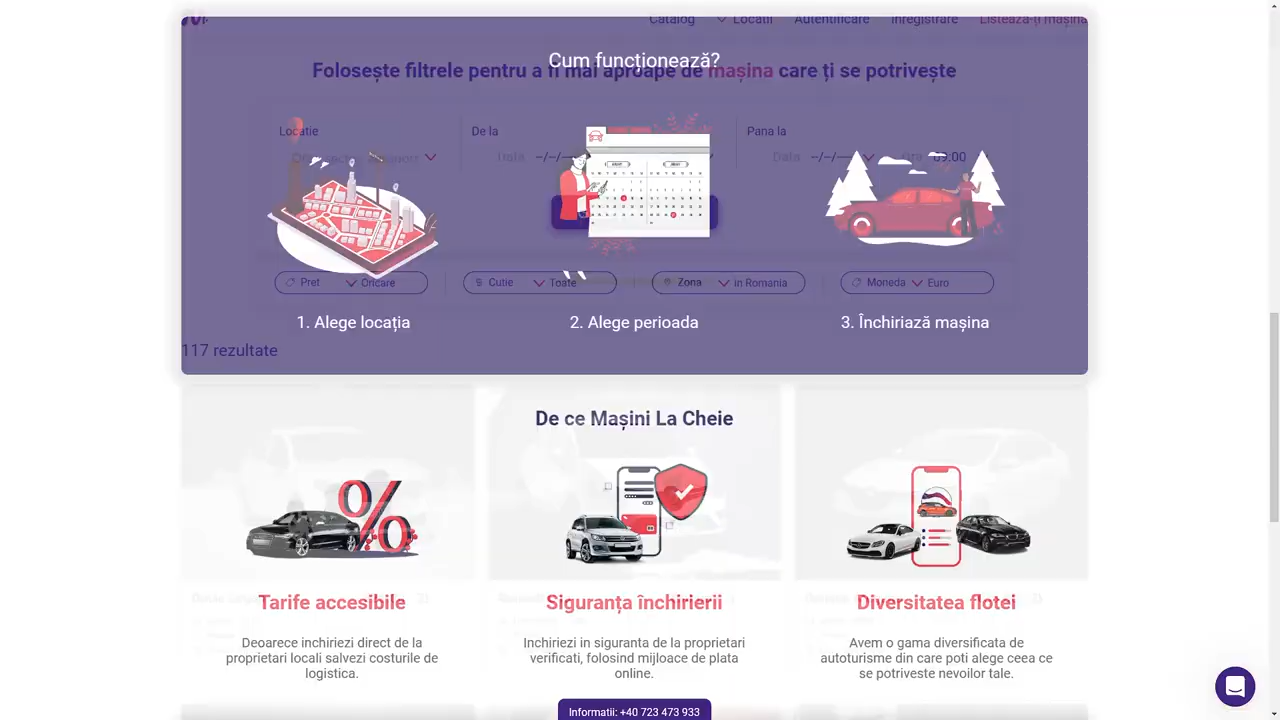 Catalog Locatii Autentificare Inregistrare Listează-ți mașina
Cum funcționează?
Folosește filtrele pentru a fi mai aproape de mașina care ți se potrivește
Locatie De la Pana la
Data --/--/-- Data --/--/-- Ora 09:00
Pret Oricare Cutie Toate Zona in Romania Moneda Euro
1. Alege locația 2. Alege perioada 3. Închiriază mașina
117 rezultate
De ce Mașini La Cheie
Tarife accesibile Siguranța închirierii Diversitatea flotei
Deoarece inchiriezi direct de la
proprietari locali salvezi costurile de
logistica.
Inchiriezi in siguranta de la proprietari
verificati, folosind mijloace de plata
online.
Avem o gama diversificata de
autoturisme din care poti alege ceea ce
se potriveste nevoilor tale.
Informatii: +40 723 473 933